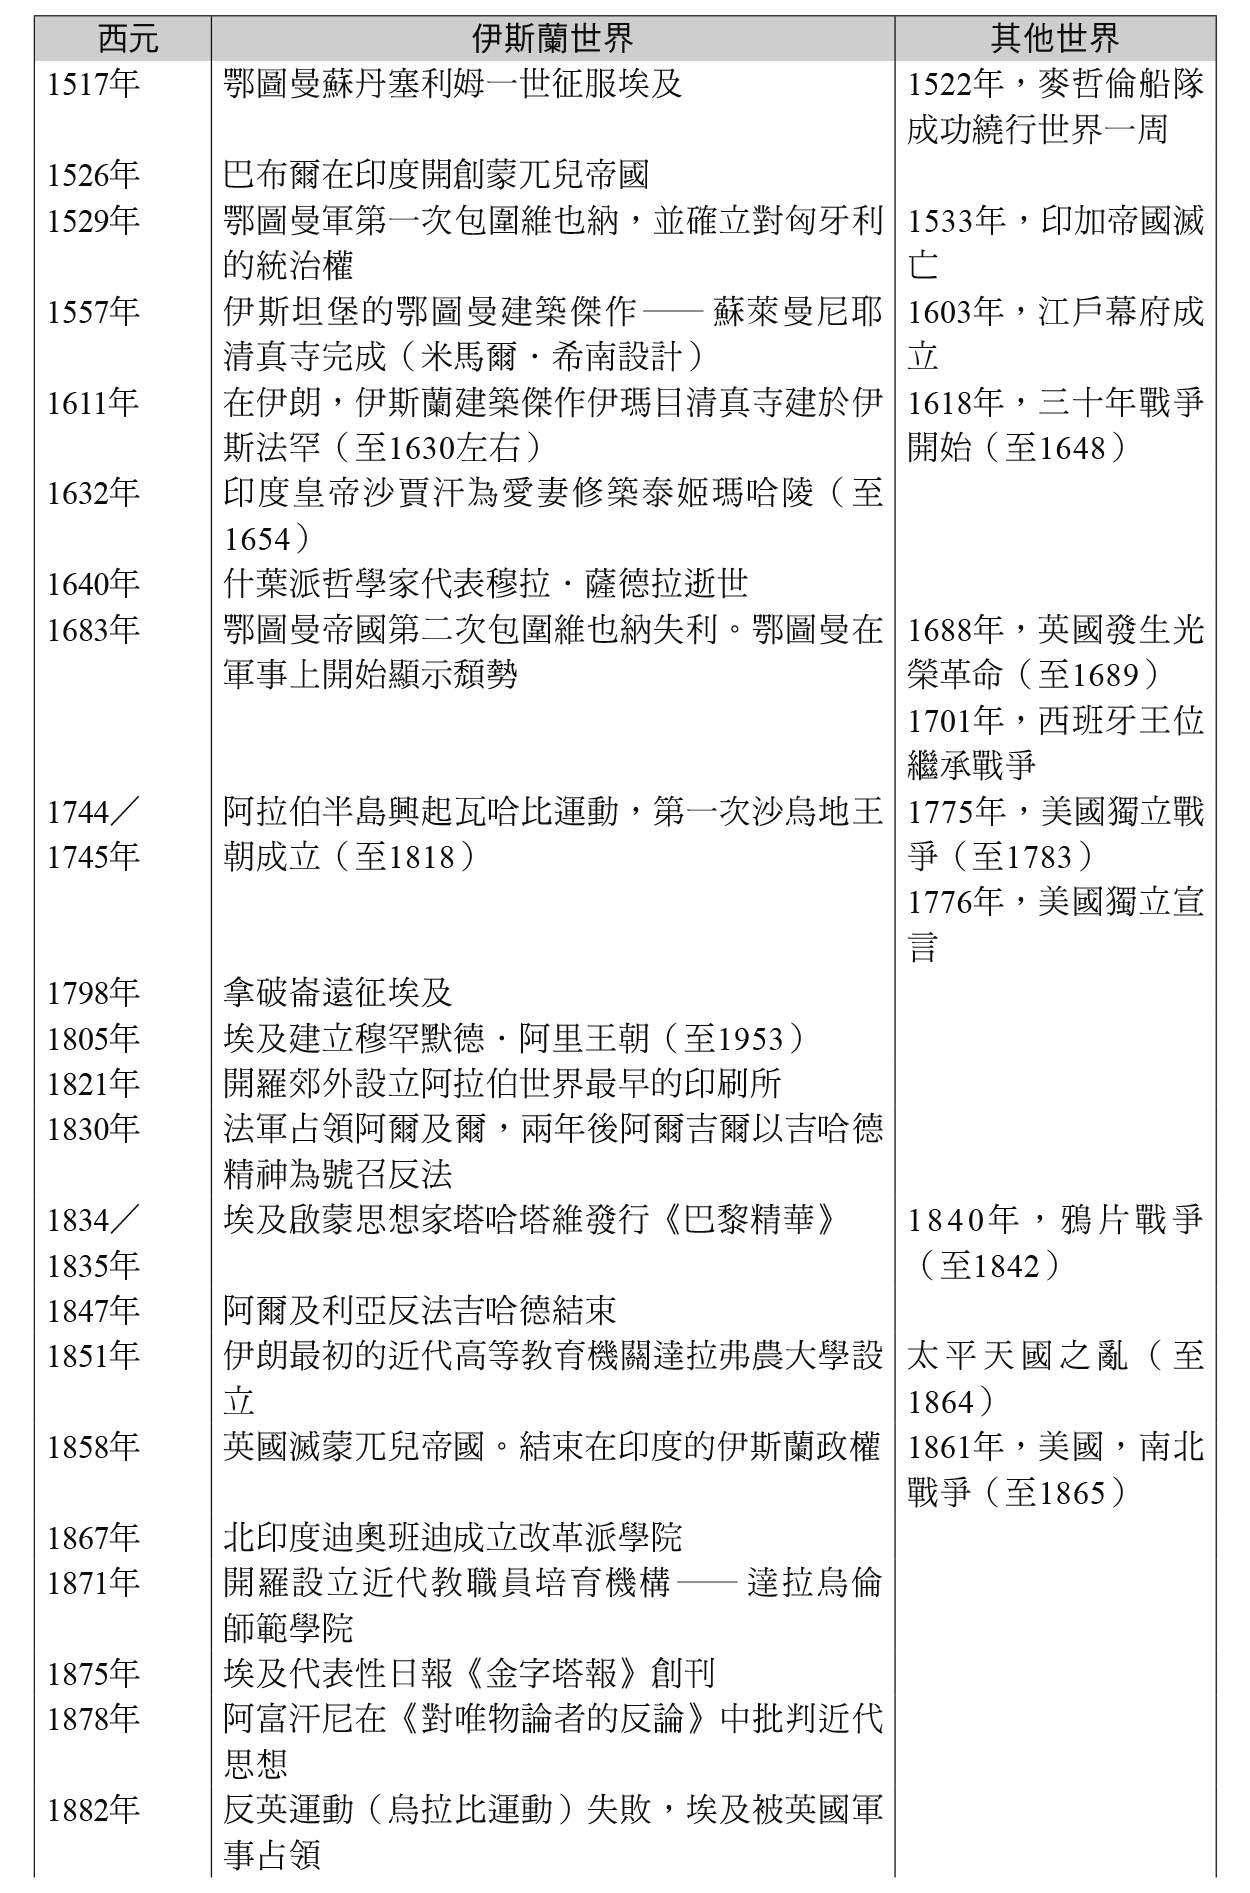 西元 伊斯蘭世界 其他世界
1517年 鄂圖曼蘇丹塞利姆一世征服埃及 1522年，麥哲倫船隊
成功繞行世界一周
1526年 巴布爾在印度開創蒙兀兒帝國
1529年 鄂圖曼軍第一次包圍維也納，並確立對匈牙利 1533年，印加帝國滅
的統治權 亡
1557年 伊斯坦堡的鄂圖曼建築傑作——蘇萊曼尼耶 1603年，江戶幕府成
清真寺完成（米馬爾．希南設計） 立
1611年 在伊朗，伊斯蘭建築傑作伊瑪目清真寺建於伊 1618年，三十年戰爭
斯法罕（至1630左右） 開始（至1648）
1632年 印度皇帝沙賈汗為愛妻修築泰姬瑪哈陵（至
1654）
1640年 什葉派哲學家代表穆拉．薩德拉逝世
1683年 鄂圖曼帝國第二次包圍維也納失利。鄂圖曼在 1688年，英國發生光
軍事上開始顯示頹勢 榮革命（至1689）
1701年，西班牙王位
繼承戰爭
1744／ 阿拉伯半島興起瓦哈比運動，第一次沙烏地王 1775年，美國獨立戰
1745年 朝成立（至1818） 爭（至1783）
1776年，美國獨立宣
言
1798年 拿破崙遠征埃及
1805年 埃及建立穆罕默德．阿里王朝（至1953）
1821年 開羅郊外設立阿拉伯世界最早的印刷所
1830年 法軍占領阿爾及爾，兩年後阿爾吉爾以吉哈德
精神為號召反法
1834／ 埃及啟蒙思想家塔哈塔維發行《巴黎精華》 1840年，鴉片戰爭
1835年 （至1842）
1847年 阿爾及利亞反法吉哈德結束
1851年 伊朗最初的近代高等教育機關達拉弗農大學設 太平天國之亂（至
立 1864）
1858年 英國滅蒙兀兒帝國。結束在印度的伊斯蘭政權 1861年，美國，南北
戰爭（至1865）
1867年 北印度迪奧班迪成立改革派學院
1871年 開羅設立近代教職員培育機構——達拉烏倫
師範學院
1875年 埃及代表性日報《金字塔報》創刊
1878年 阿富汗尼在《對唯物論者的反論》中批判近代
思想
1882年 反英運動（烏拉比運動）失敗，埃及被英國軍
事占領